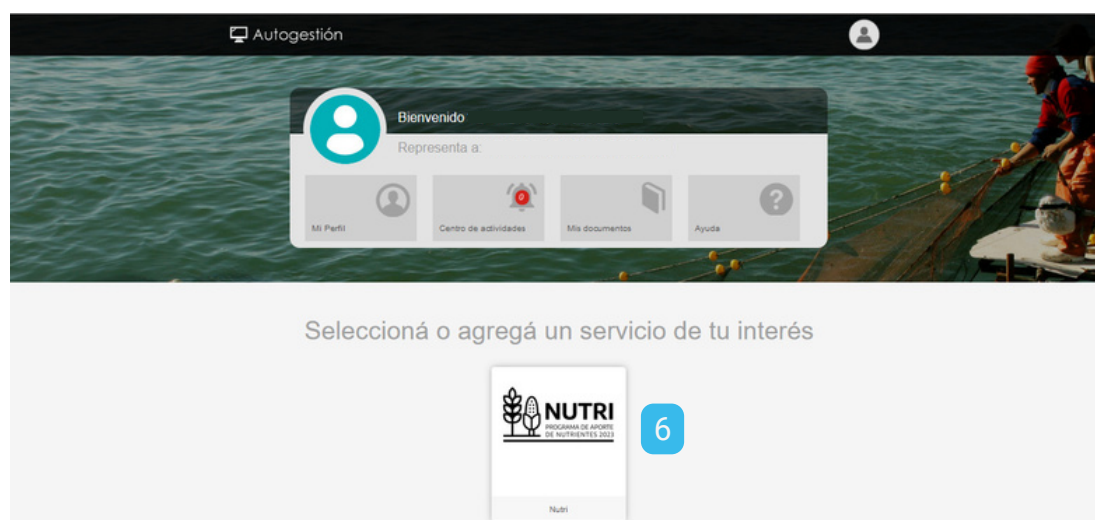 Autogestión
Bienvenido
Representa a:
0
Mi Perfil
Centro de actividades
Mis documentos
?
Ayuda
Seleccioná o agregá un servicio de tu interés
NUTRI
PROGRAMA DE APORTE
DE NUTRIENTES 2023
6
Nutri